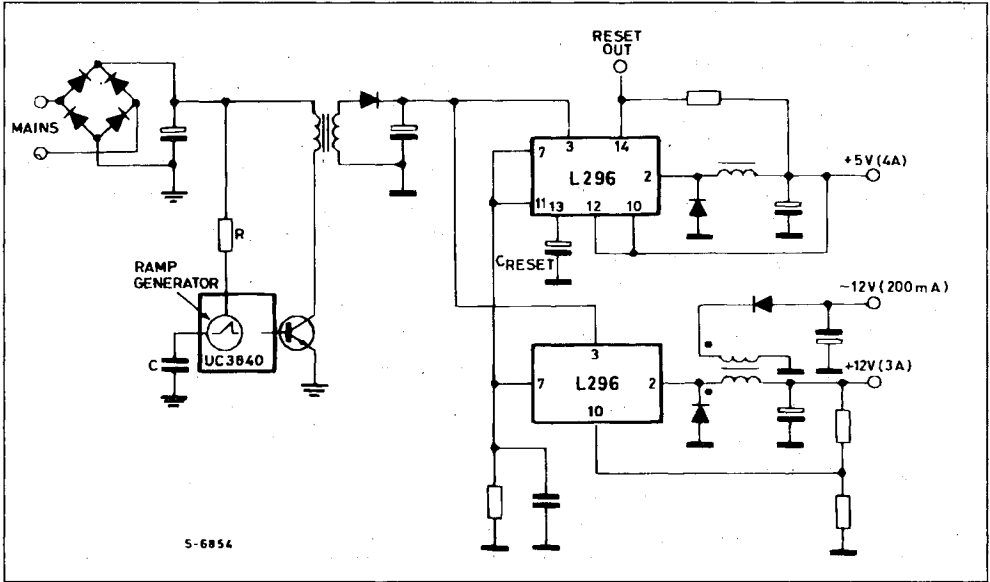 RESET
OUT
MAINS
3
14
7
L296
2
11
13
12
10
+5V(4A)
R
CRESET
RAMP
GENERATOR
UC3840
C
~12V(200mA)
3
7
L296
2
10
+12V(3A)
S-6854